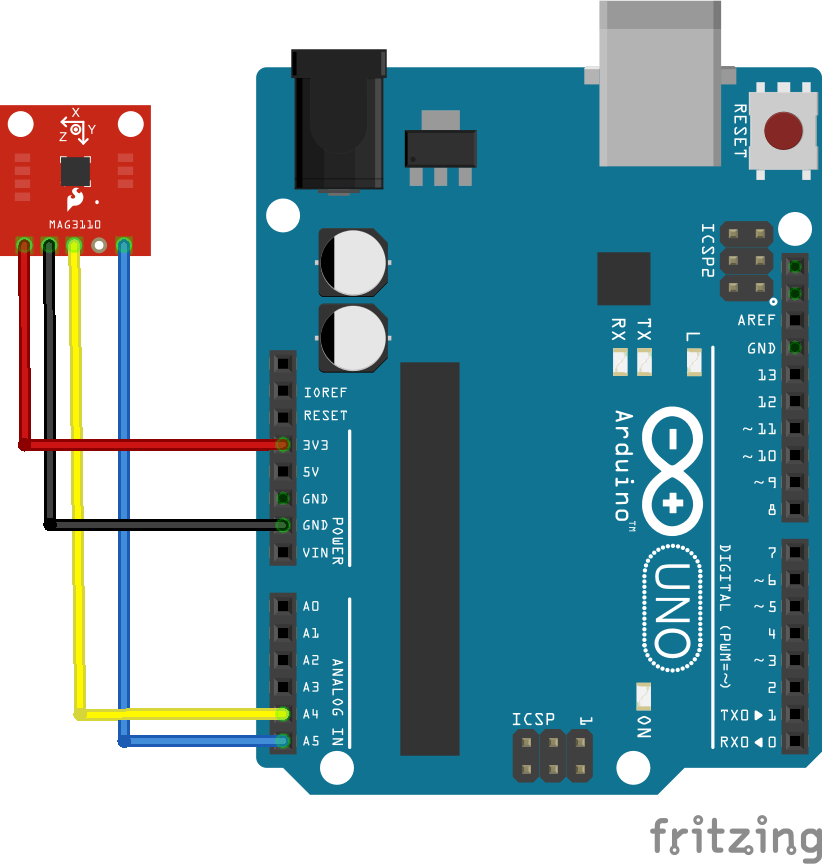 X
Y
Z
MAG3110
RESET
ICSP2
IOREF
RESET
3V3
5V
GND
GND
VIN
POWER
A0
A1
A2
A3
A4
A5
ANALOG IN
RX
TX
L
Arduino™
UNO
ON
ICSP
1
AREF
GND
13
12
~11
~10
~9
8
7
~6
~5
4
~3
2
TX0▶1
RX0◀0
DIGITAL (PWM=~)
fritzing